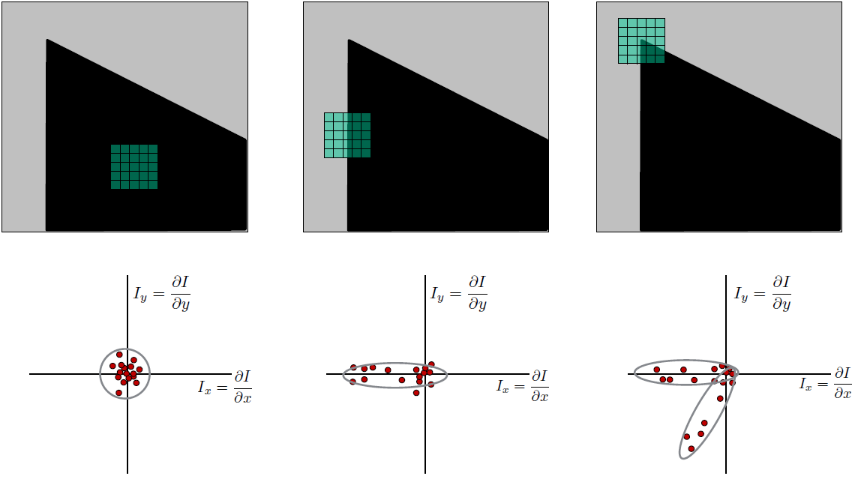 I_y = ∂I/∂y
I_x = ∂I/∂x
I_y = ∂I/∂y
I_x = ∂I/∂x
I_y = ∂I/∂y
I_x = ∂I/∂x